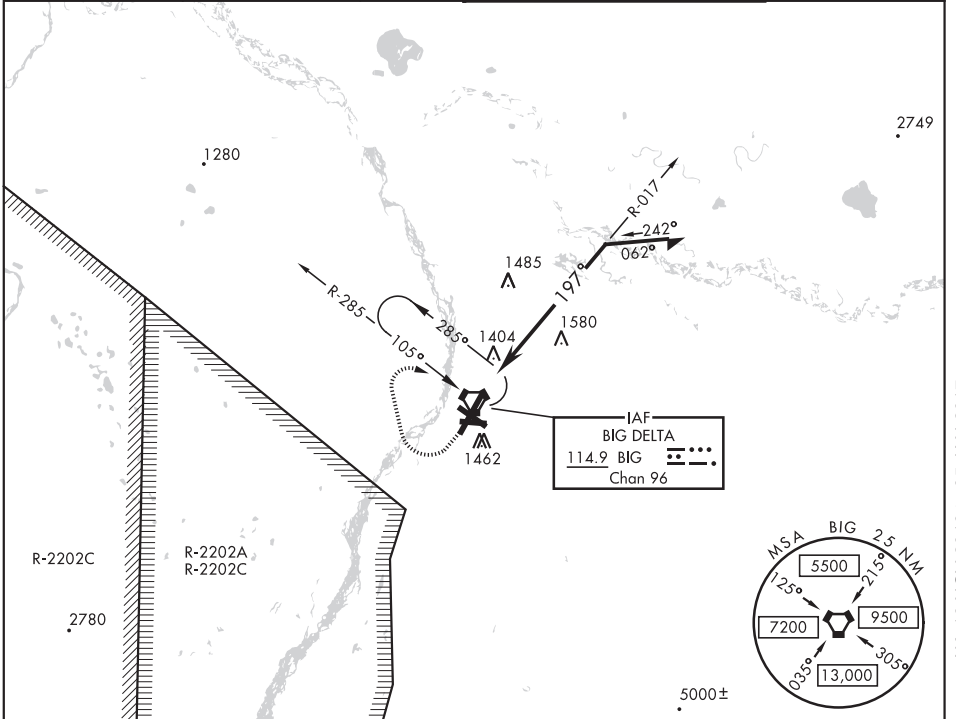 2749
1280
R-017
242°
062°
1485
197°
R-285
285°
1404
1580
105°
IAF
BIG DELTA
114.9 BIG
Chan 96
1462
R-2202C
R-2202A
R-2202C
2780
MSA BIG 25 NM
5500
125°
215°
7200
9500
035°
305°
13,000
5000±